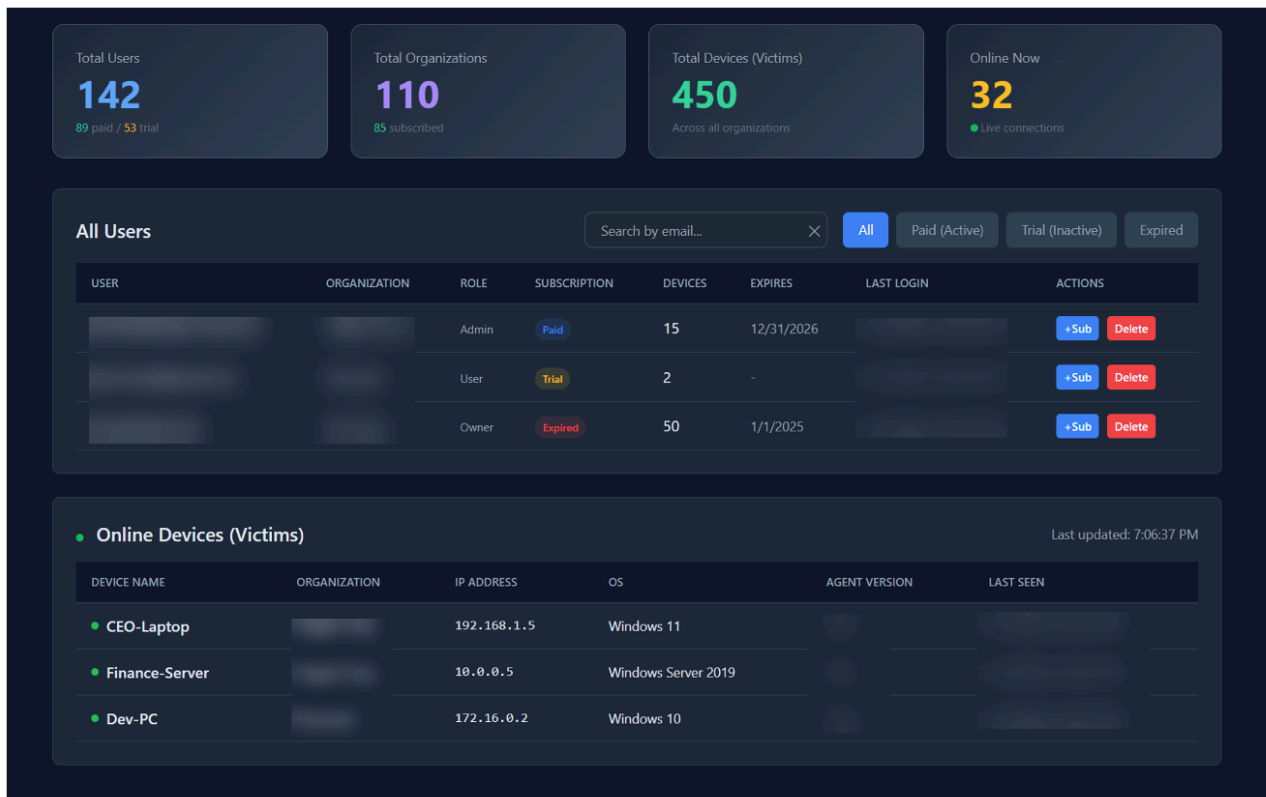 Total Users
142
89 paid / 53 trial
Total Organizations
110
85 subscribed
Total Devices (Victims)
450
Across all organizations
Online Now
32
Live connections
All Users
Search by email...
All
Paid (Active)
Trial (Inactive)
Expired
USER ORGANIZATION ROLE SUBSCRIPTION DEVICES EXPIRES LAST LOGIN ACTIONS
Admin Paid 15 12/31/2026 +Sub Delete
User Trial 2 - +Sub Delete
Owner Expired 50 1/1/2025 +Sub Delete
Online Devices (Victims)
Last updated: 7:06:37 PM
DEVICE NAME ORGANIZATION IP ADDRESS OS AGENT VERSION LAST SEEN
CEO-Laptop 192.168.1.5 Windows 11
Finance-Server 10.0.0.5 Windows Server 2019
Dev-PC 172.16.0.2 Windows 10